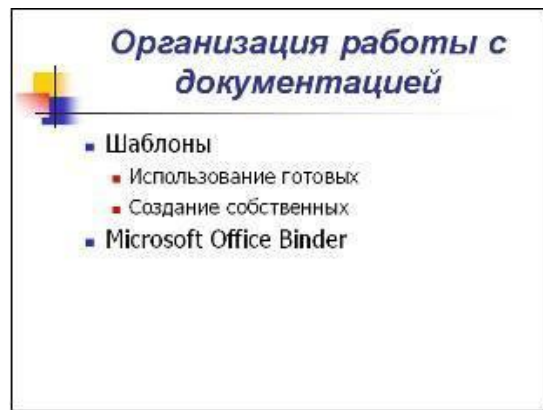 Организация работы с
документацией
Шаблоны
Использование готовых
Создание собственных
Microsoft Office Binder